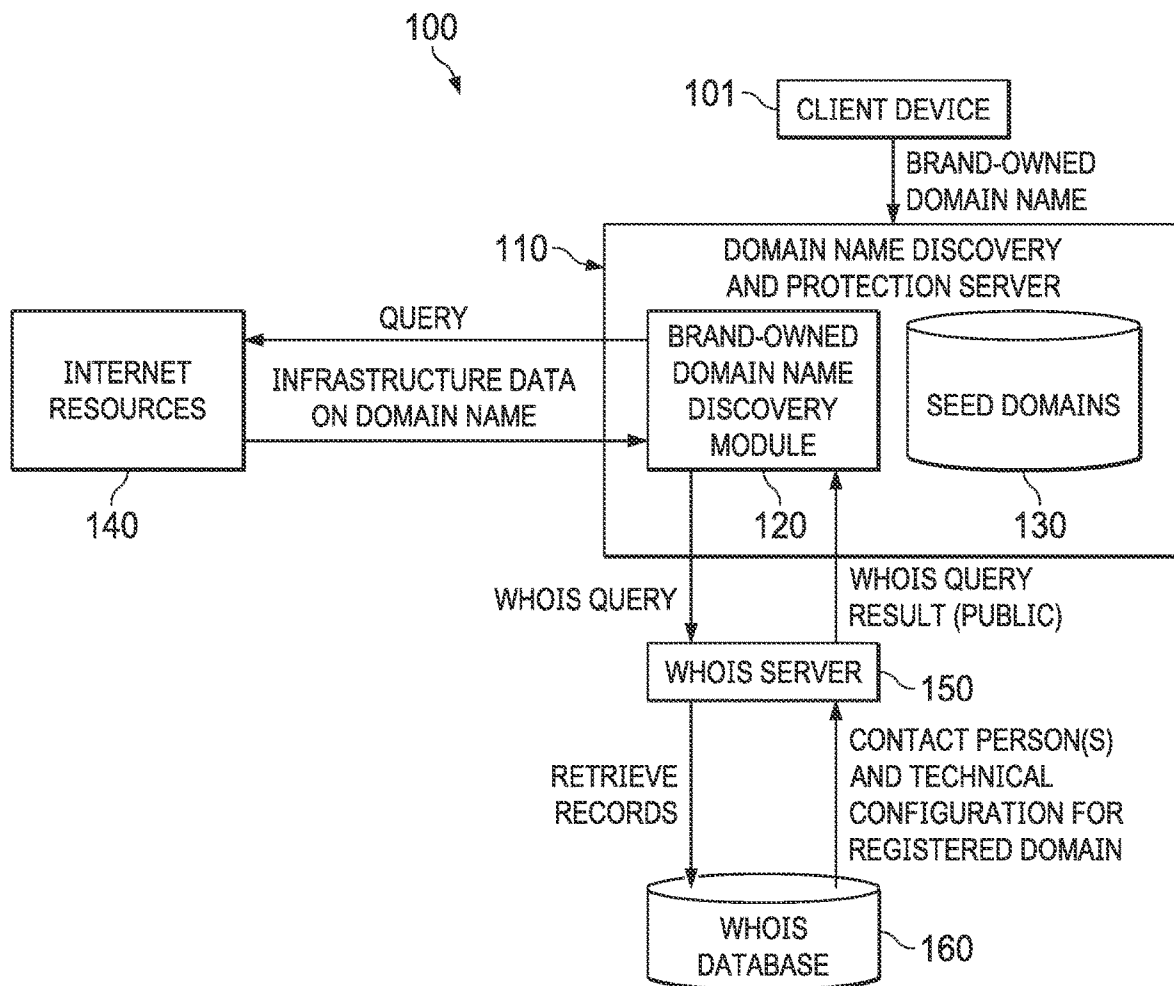 100
101
CLIENT DEVICE
BRAND-OWNED
DOMAIN NAME
110
DOMAIN NAME DISCOVERY
AND PROTECTION SERVER
QUERY
INTERNET
RESOURCES
INFRASTRUCTURE DATA
ON DOMAIN NAME
BRAND-OWNED
DOMAIN NAME
DISCOVERY
MODULE
SEED DOMAINS
140
120
130
WHOIS QUERY
WHOIS QUERY
RESULT (PUBLIC)
WHOIS SERVER
150
RETRIEVE
RECORDS
CONTACT PERSON(S)
AND TECHNICAL
CONFIGURATION FOR
REGISTERED DOMAIN
WHOIS
DATABASE
160